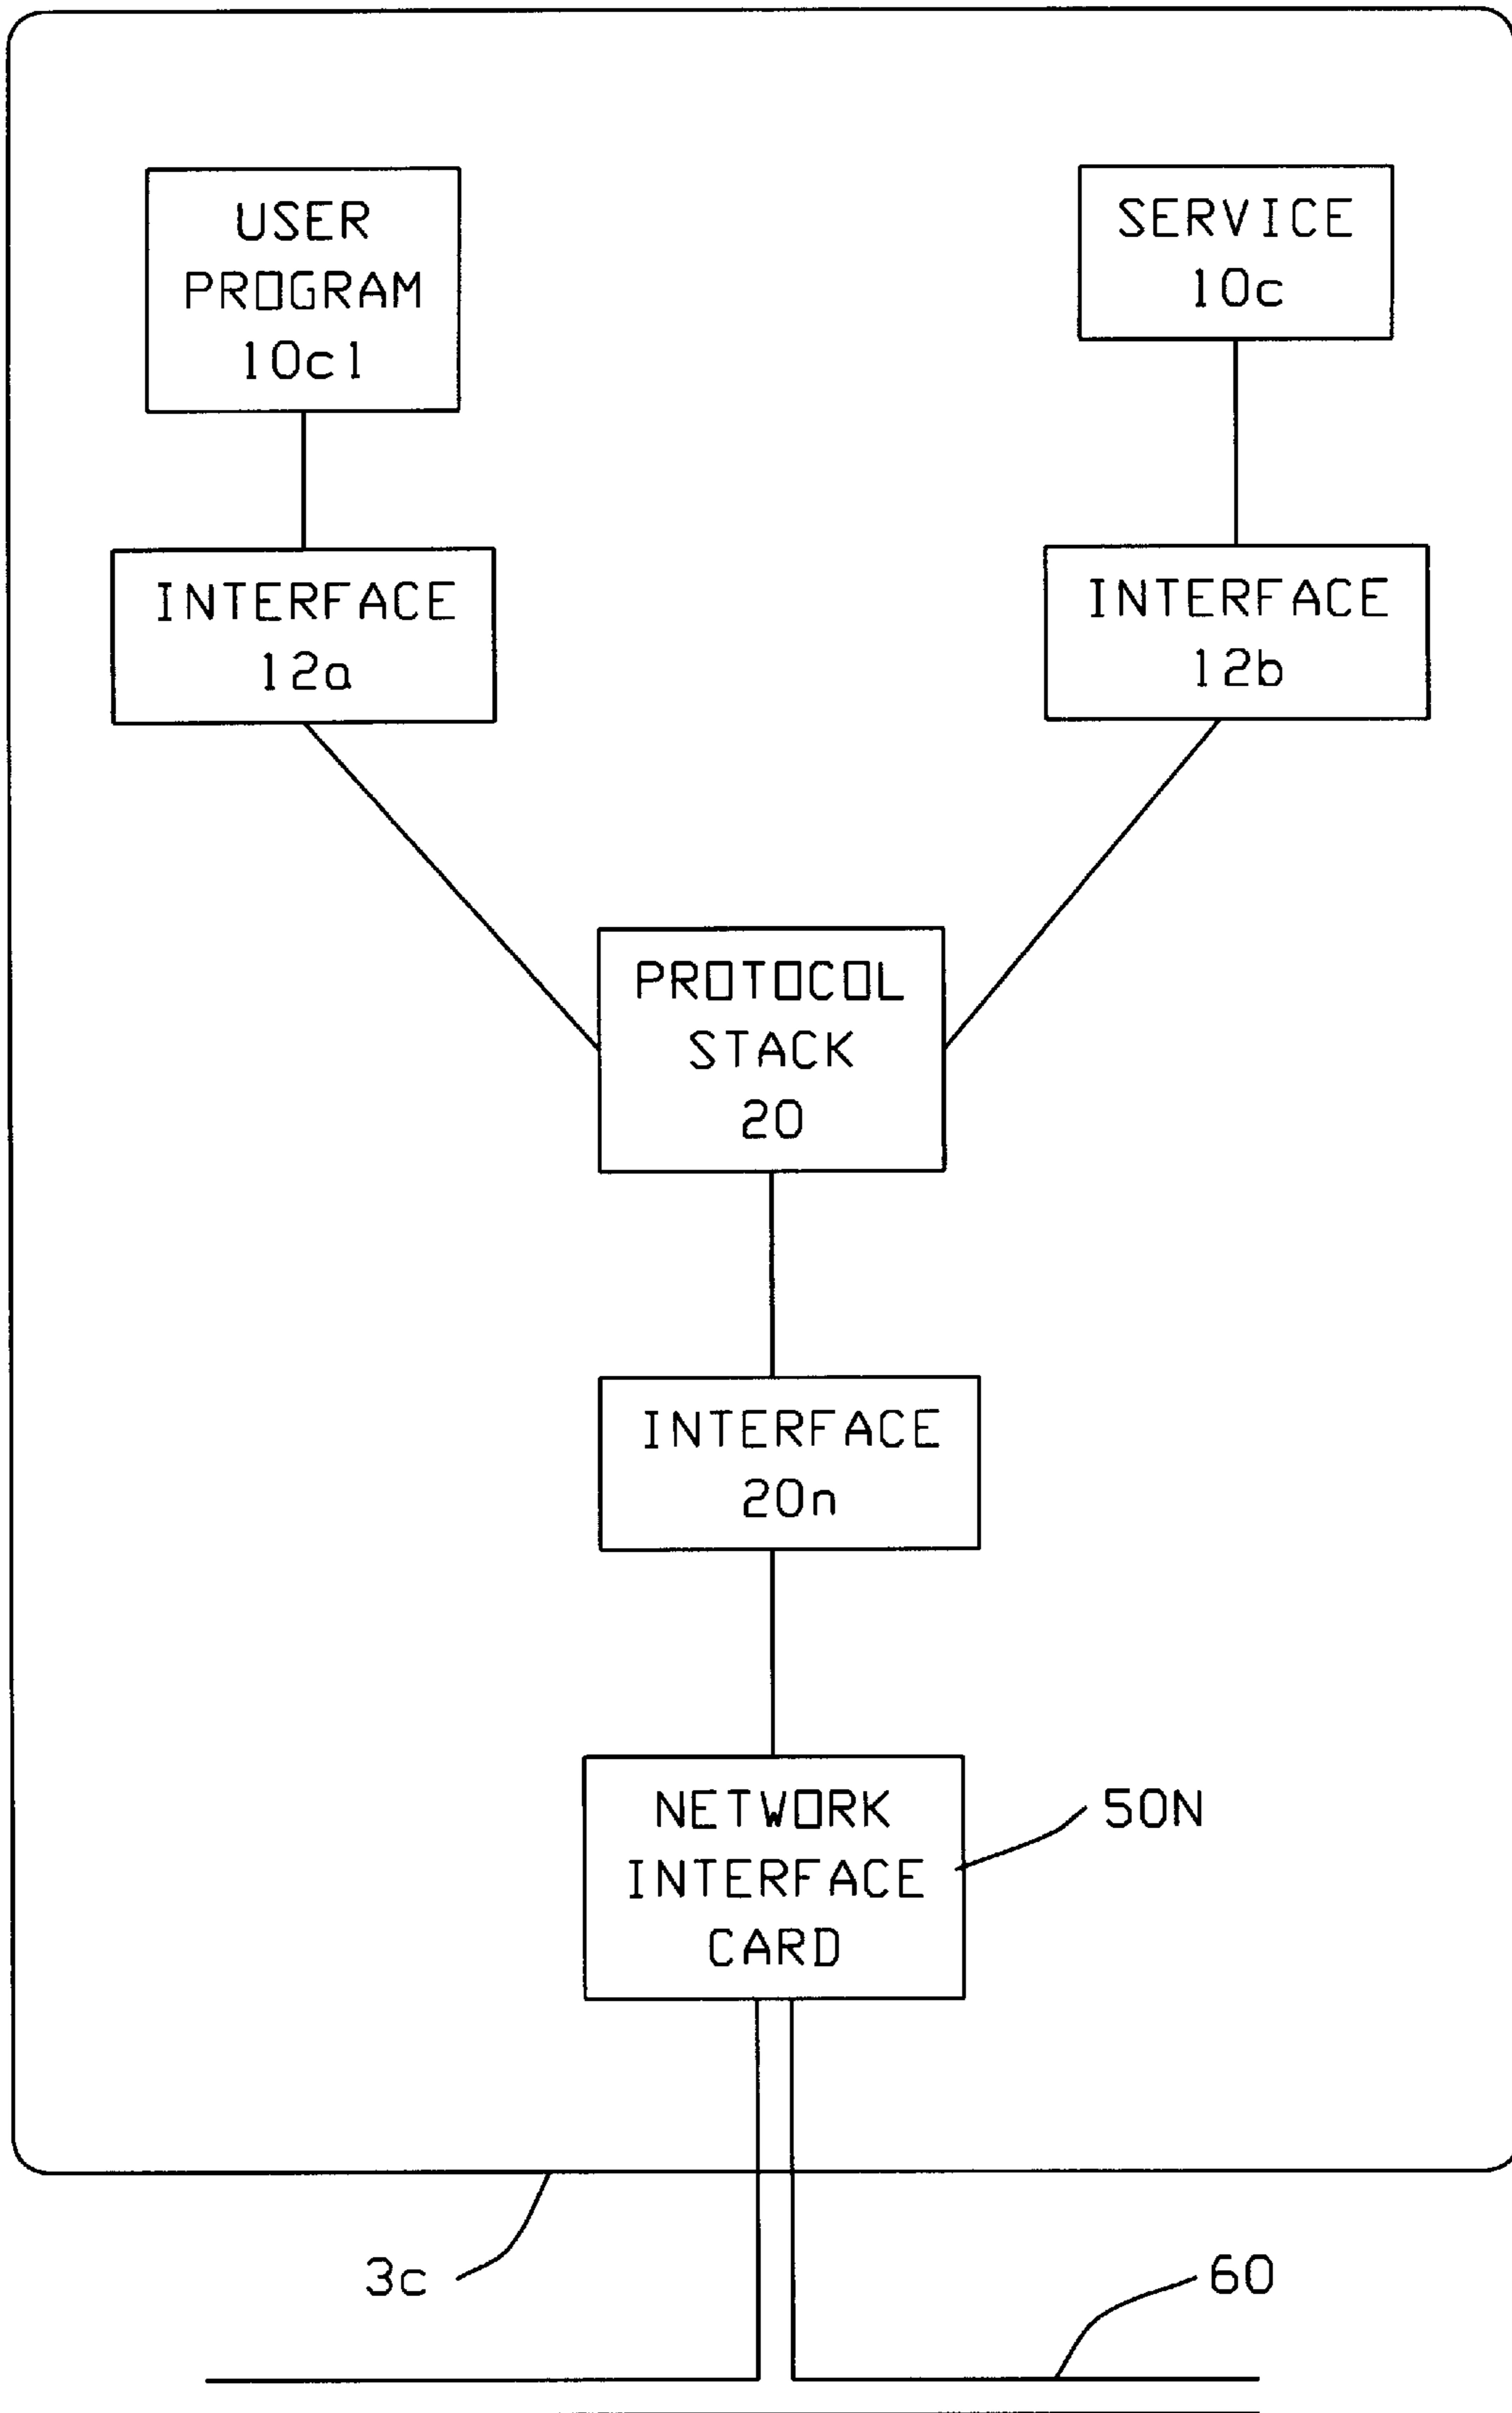 USER
PROGRAM
10c1
SERVICE
10c
INTERFACE
12a
INTERFACE
12b
PROTOCOL
STACK
20
INTERFACE
20n
NETWORK
INTERFACE
CARD
50N
3c
60